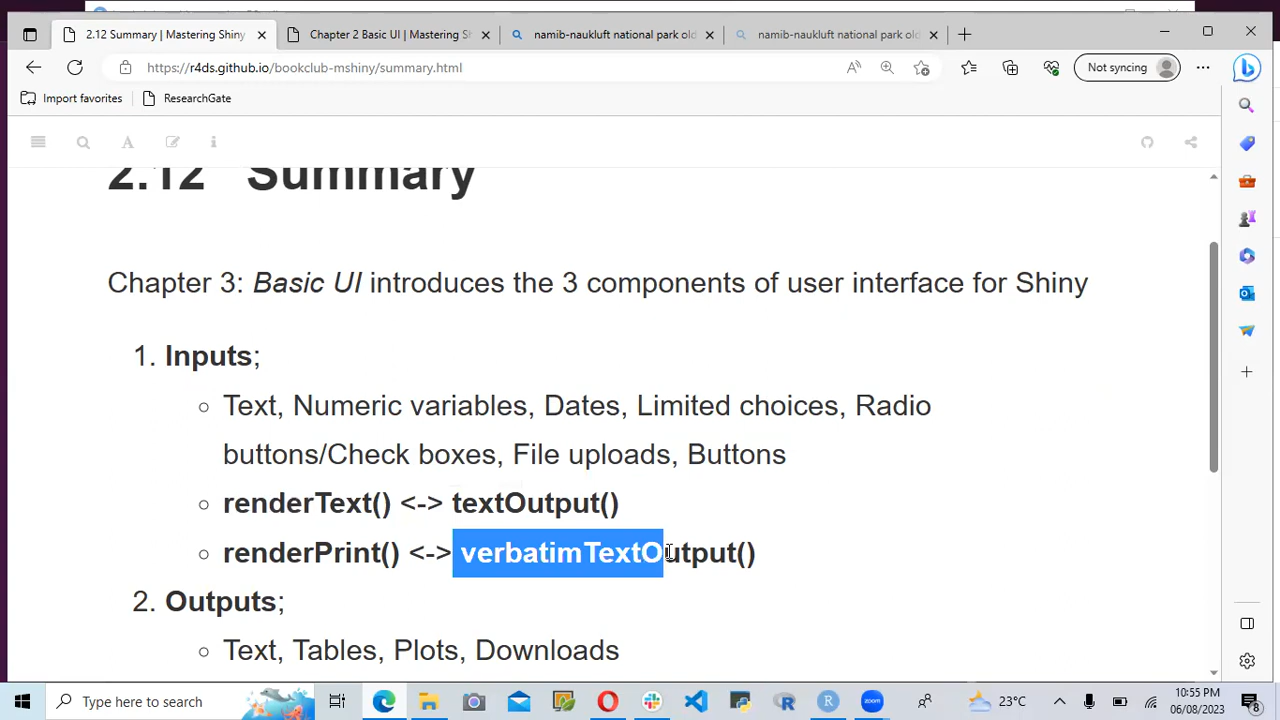 2.12 Summary | Mastering Shiny
Chapter 2 Basic UI | Mastering Sh
namib-naukluft national park old
namib-naukluft national park old
https://r4ds.github.io/bookclub-mshiny/summary.html
Not syncing
Import favorites
ResearchGate
2.12 Summary
Chapter 3: Basic UI introduces the 3 components of user interface for Shiny
1. Inputs;
Text, Numeric variables, Dates, Limited choices, Radio
buttons/Check boxes, File uploads, Buttons
renderText() <-> textOutput()
renderPrint() <-> verbatimTextOutput()
2. Outputs;
Text, Tables, Plots, Downloads
Type here to search
zoom
23°C
10:55 PM
06/08/2023
8